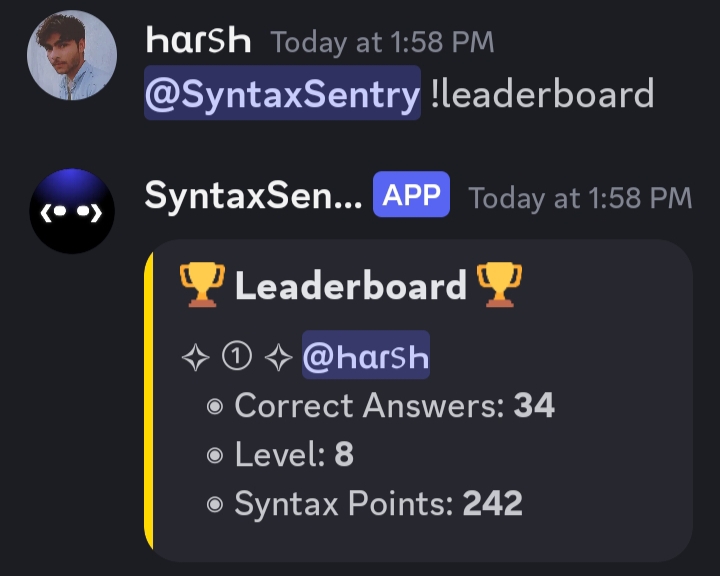 harsh Today at 1:58 PM
@SyntaxSentry !leaderboard
SyntaxSen... APP Today at 1:58 PM
🏆 Leaderboard 🏆
✧ ① ✧ @harsh
◉ Correct Answers: 34
◉ Level: 8
◉ Syntax Points: 242